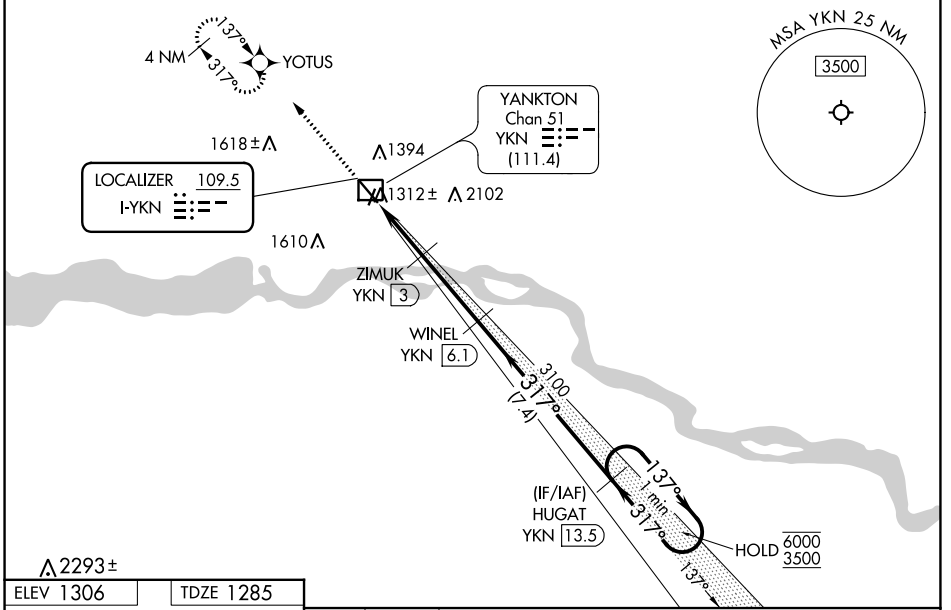 137°
317°
4 NM
YOTUS
MSA YKN 25 NM
3500
YANKTON
Chan 51
YKN
(111.4)
1618±
1394
LOCALIZER 109.5
I-YKN
1312± 2102
1610
ZIMUK
YKN 3
WINEL
YKN 6.1
3100
317°
(7.4)
(IF/IAF)
HUGAT
YKN 13.5
137°
1 min
317°
HOLD 6000
3500
137°
2293±
ELEV 1306 TDZE 1285